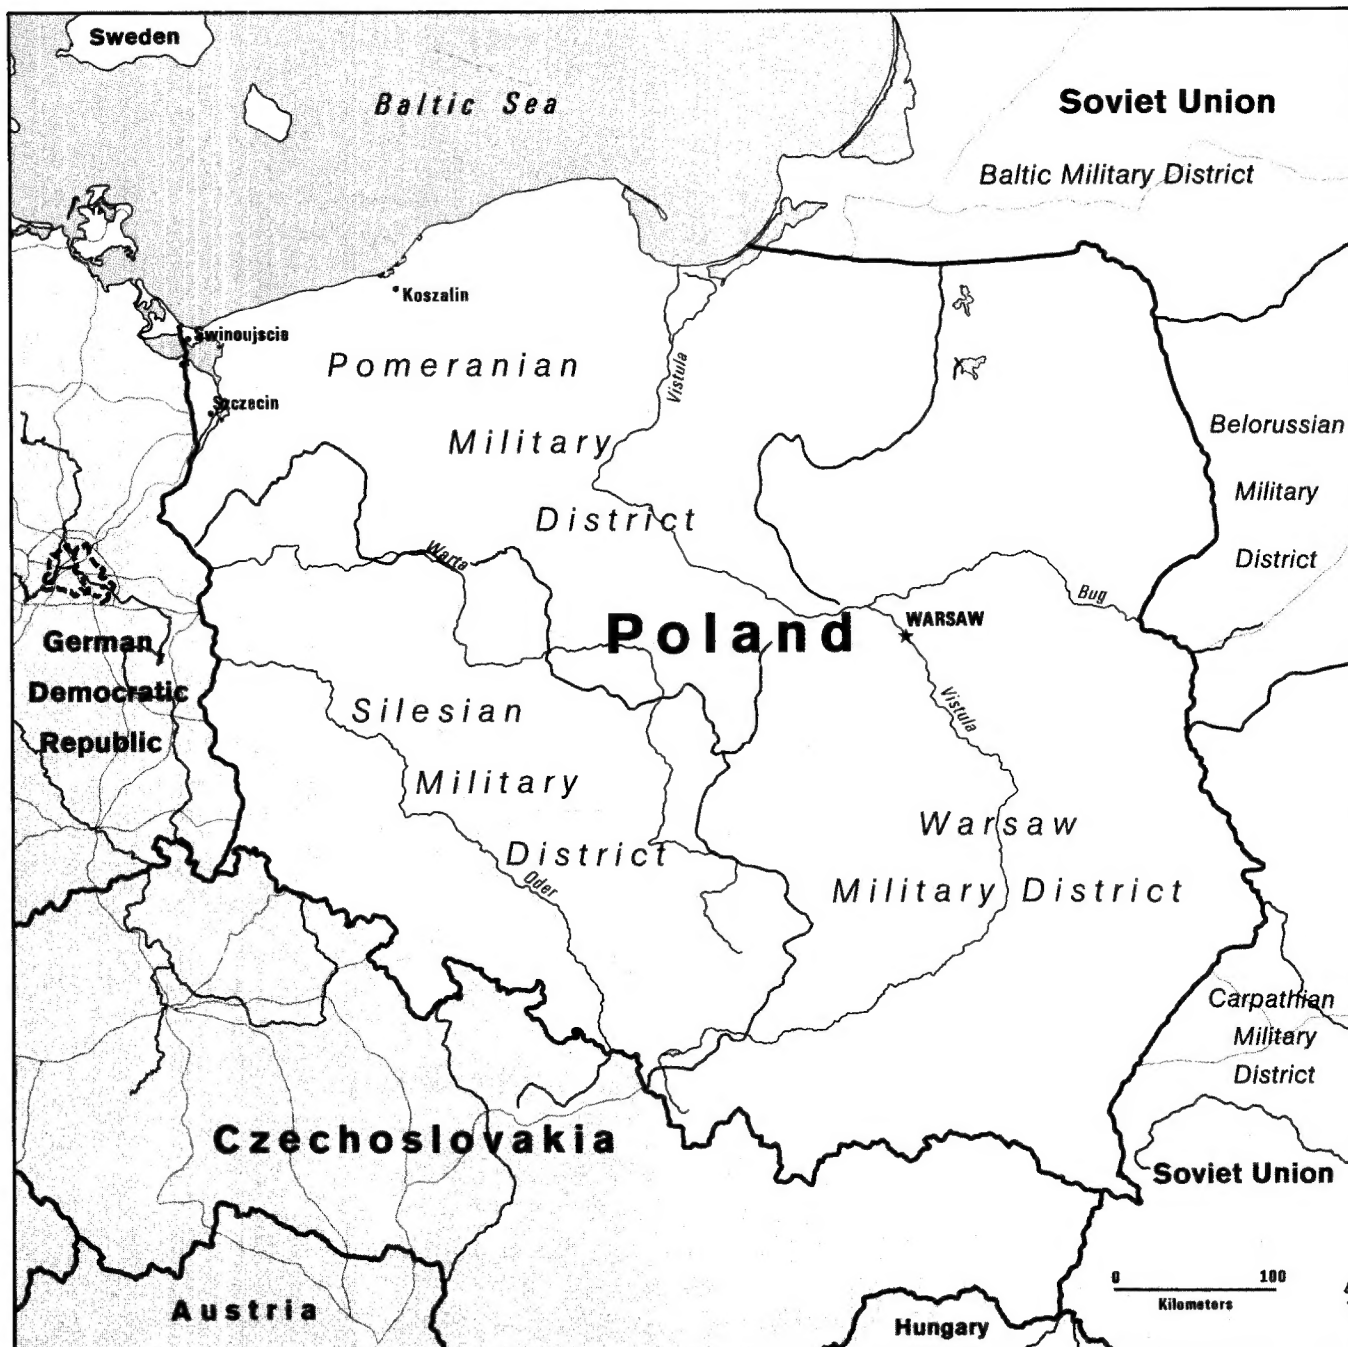 Sweden
Baltic Sea
Soviet Union
Baltic Military District
Koszalin
Swinoujscie
Pomeranian
Vistula
Szczecin
Military
Belorussian
Military
District
District
Warta
Bug
Poland
WARSAW
German
Democratic
Republic
Vistula
Silesian
Military
District
Oder
Warsaw
Military District
Carpathian
Military
District
Czechoslovakia
Soviet Union
0 100
Kilometers
Austria
Hungary